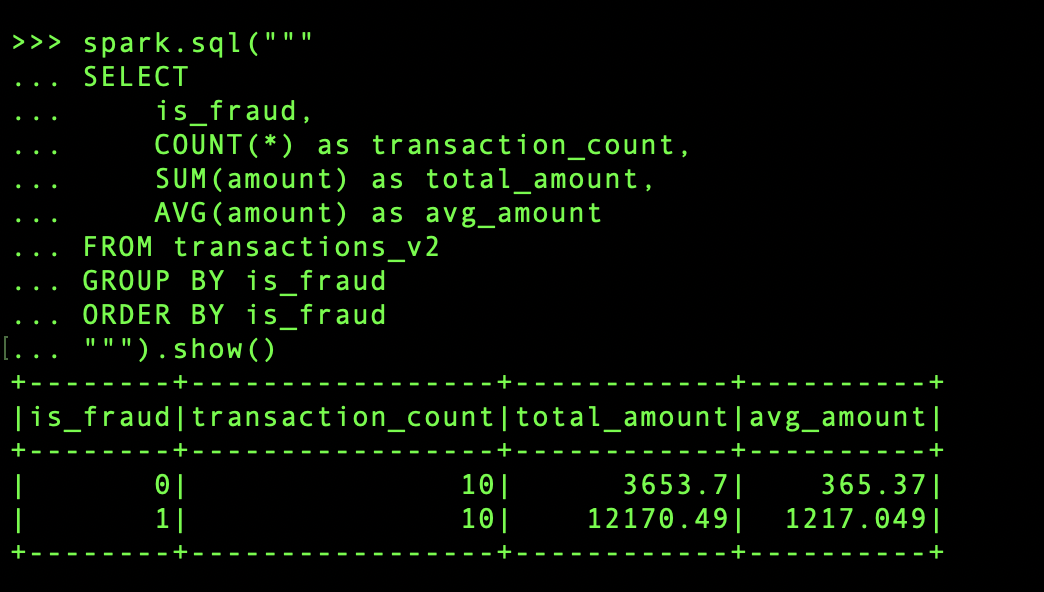 >>> spark.sql("""
... SELECT
...     is_fraud,
...     COUNT(*) as transaction_count,
...     SUM(amount) as total_amount,
...     AVG(amount) as avg_amount
... FROM transactions_v2
... GROUP BY is_fraud
... ORDER BY is_fraud
[... """).show()
+--------+-----------------+------------+----------+
|is_fraud|transaction_count|total_amount|avg_amount|
+--------+-----------------+------------+----------+
|       0|               10|      3653.7|    365.37|
|       1|               10|    12170.49|  1217.049|
+--------+-----------------+------------+----------+